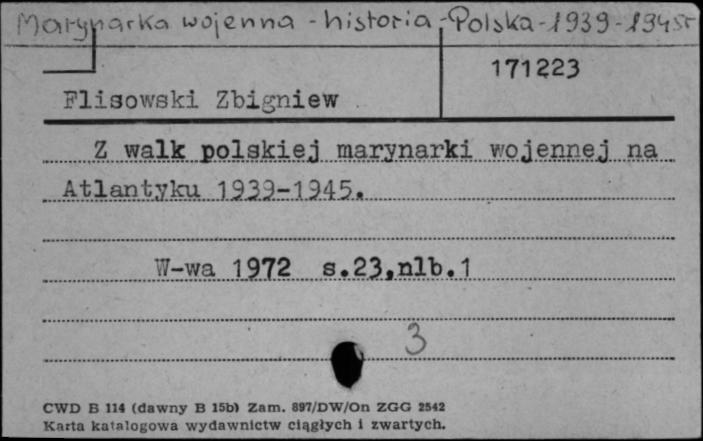 Marynarka wojenna - historia - Polska - 1939 - 1945r
171223
Flisowski Zbigniew
Z walk polskiej marynarki wojennej na
Atlantyku 1939-1945.
W-wa 1972 s.23,nlb.1
3
CWD B 114 (dawny B 15b) Zam. 897/DW/On ZGG 2542
Karta katalogowa wydawnictw ciągłych i zwartych.